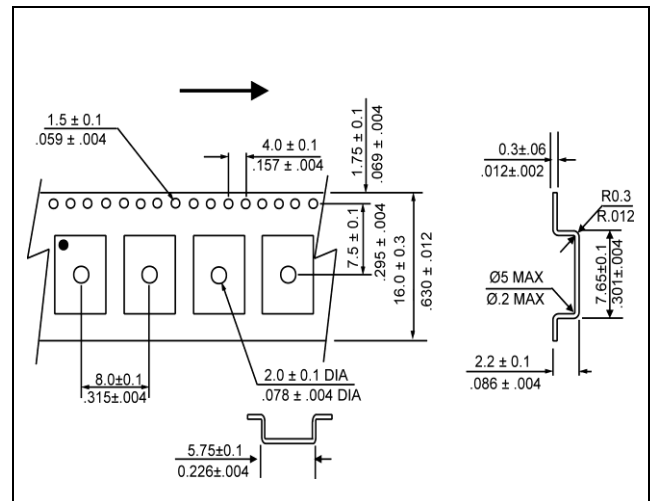 1.5 ± 0.1
.059 ± .004
4.0 ± 0.1
.157 ± .004
1.75 ± 0.1
.069 ± .004
7.5 ± 0.1
.295 ± .004
16.0 ± 0.3
.630 ± .012
8.0±0.1
.315±.004
2.0 ± 0.1 DIA
.078 ± .004 DIA
5.75±0.1
0.226±.004
0.3±.06
.012±.002
R0.3
R.012
Ø5 MAX
Ø.2 MAX
7.65±0.1
.301±.004
2.2 ± 0.1
.086 ± .004